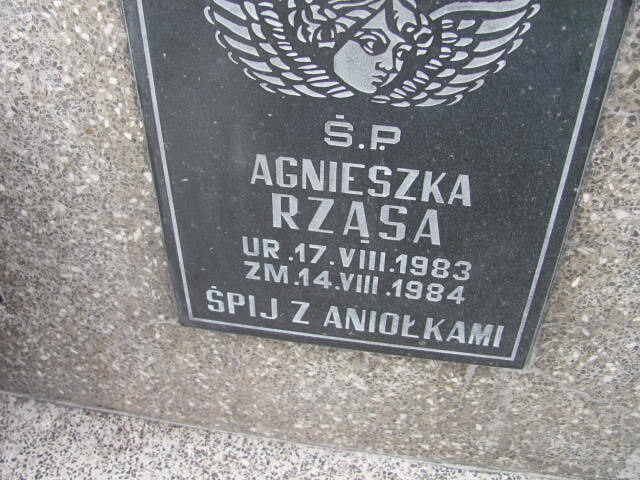 Ś.P.
AGNIESZKA
RZĄSA
UR.17.VIII.1983
ZM.14.VIII.1984
ŚPIJ Z ANIOŁKAMI